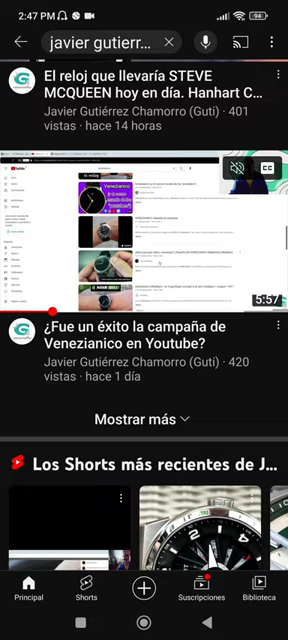 2:47 PM
94
javier gutierr...
El reloj que llevaría STEVE
MCQUEEN hoy en día. Hanhart C...
Javier Gutiérrez Chamorro (Guti) · 401
vistas · hace 14 horas
CC
5:57
¿Fue un éxito la campaña de
Venezianico en Youtube?
Javier Gutiérrez Chamorro (Guti) · 420
vistas · hace 1 día
Mostrar más
Los Shorts más recientes de J...
Principal
Shorts
Suscripciones
Biblioteca